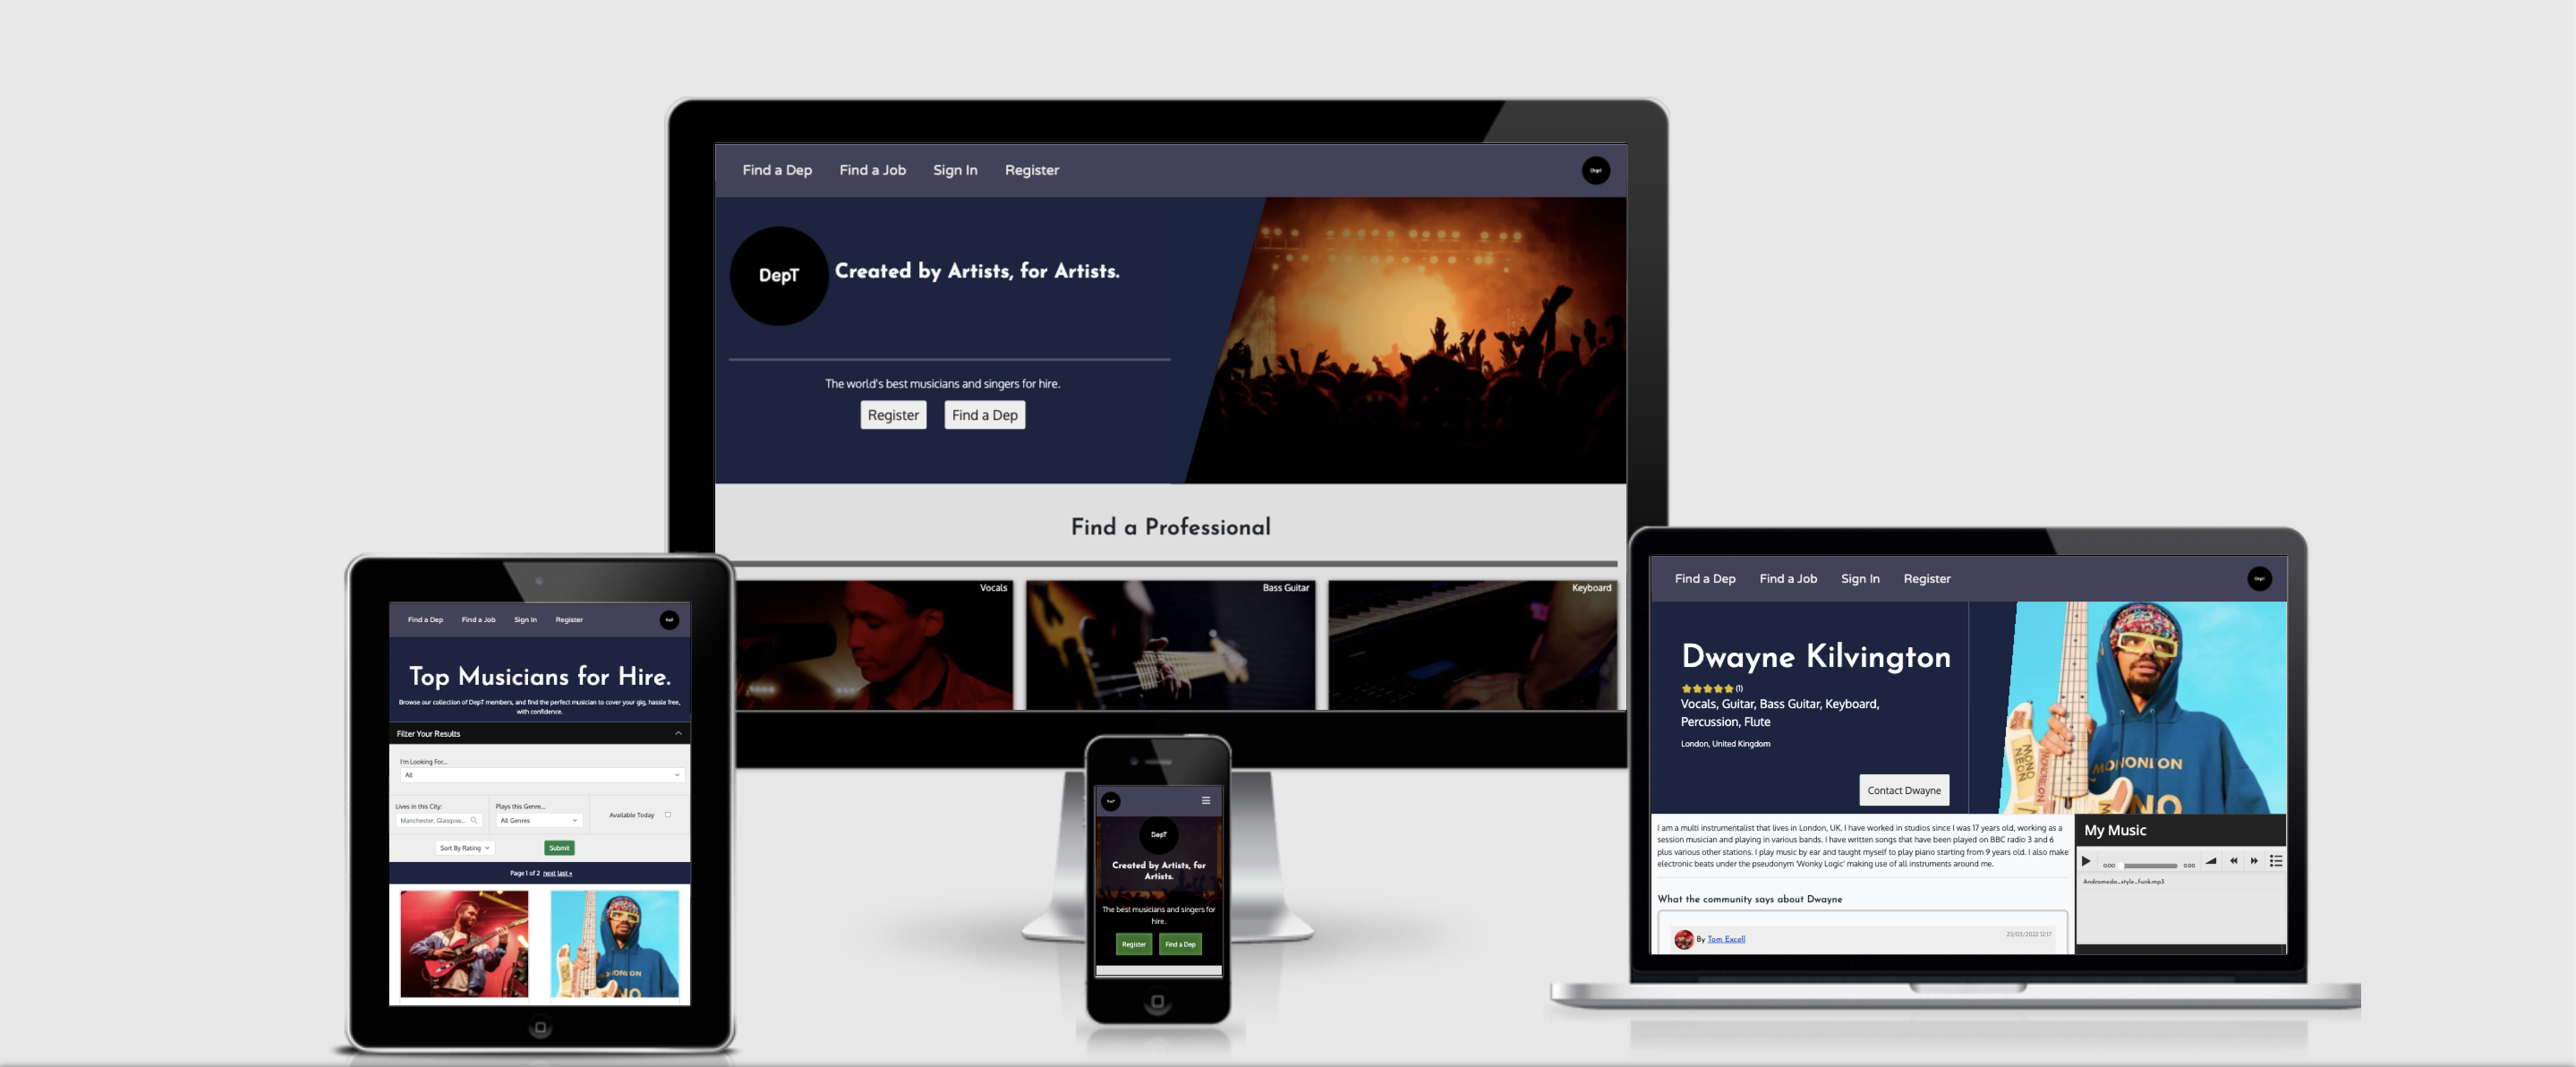 Find a Dep Find a Job Sign In Register DepT
DepT
Created by Artists, for Artists.
The world's best musicians and singers for hire.
Register Find a Dep
Find a Professional
Vocals Bass Guitar Keyboard
Find a Dep Find a Job Sign In Register DepT
Top Musicians for Hire.
Browse our collection of DepT members, and find the perfect musician to cover your gig, hassle free,
with confidence.
Filter Your Results
I'm Looking For...
All
Lives in this City: Plays this Genre... Available Today
Manchester, Glasgow... All Genres
Sort By Rating Submit
Page 1 of 2 next last »
MONONEON
DepT
DepT
Created by Artists, for
Artists.
The best musicians and singers for
hire.
Register Find a Dep
Find a Dep Find a Job Sign In Register DepT
Dwayne Kilvington
(1)
Vocals, Guitar, Bass Guitar, Keyboard,
Percussion, Flute
London, United Kingdom
Contact Dwayne
MONO NEON
MONONEON
I am a multi instrumentalist that lives in London, UK. I have worked in studios since I was 17 years old, working as a
session musician and playing in various bands. I have written songs that have been played on BBC radio 3 and 6
plus various other stations. I play music by ear and taught myself to play piano starting from 9 years old. I also make
electronic beats under the pseudonym 'Wonky Logic' making use of all instruments around me.
My Music
0:00 0:00
Andromeda_style_funk.mp3
What the community says about Dwayne
By Tom Excell 23/03/2022 12:17